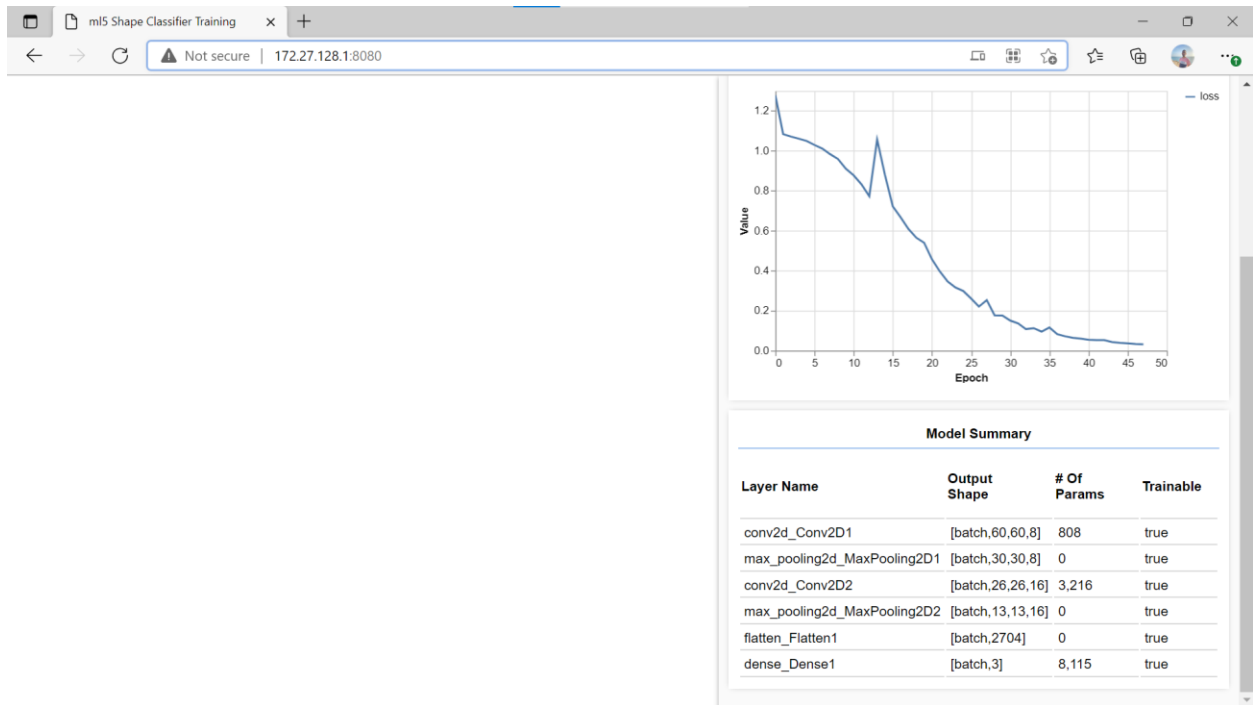 ml5 Shape Classifier Training
Not secure | 172.27.128.1:8080
loss
1.2
1.0
0.8
0.6
0.4
0.2
0.0
Value
0 5 10 15 20 25 30 35 40 45 50
Epoch
Model Summary
Layer Name Output Shape # Of Params Trainable
conv2d_Conv2D1 [batch,60,60,8] 808 true
max_pooling2d_MaxPooling2D1 [batch,30,30,8] 0 true
conv2d_Conv2D2 [batch,26,26,16] 3,216 true
max_pooling2d_MaxPooling2D2 [batch,13,13,16] 0 true
flatten_Flatten1 [batch,2704] 0 true
dense_Dense1 [batch,3] 8,115 true